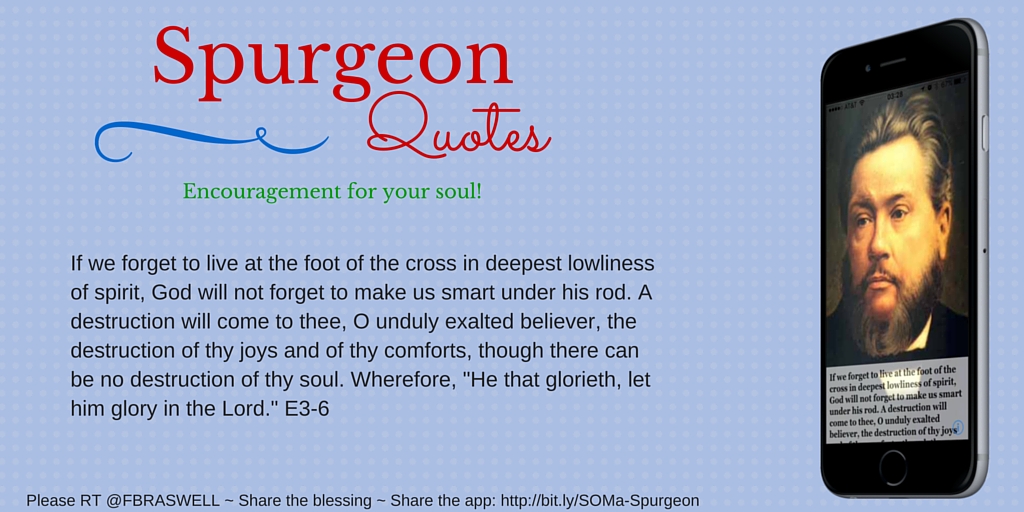 Spurgeon
Quotes
Encouragement for your soul!
If we forget to live at the foot of the cross in deepest lowliness
of spirit, God will not forget to make us smart under his rod. A
destruction will come to thee, O unduly exalted believer, the
destruction of thy joys and of thy comforts, though there can
be no destruction of thy soul. Wherefore, "He that glorieth, let
him glory in the Lord." E3-6
Please RT @FBRASWELL ~ Share the blessing ~ Share the app: http://bit.ly/SOMa-Spurgeon
AT&T 03:25
If we forget to live at the foot of the
cross in deepest lowliness of spirit,
God will not forget to make us smart
under his rod. A destruction will
come to thee, O unduly exalted
believer, the destruction of thy joys